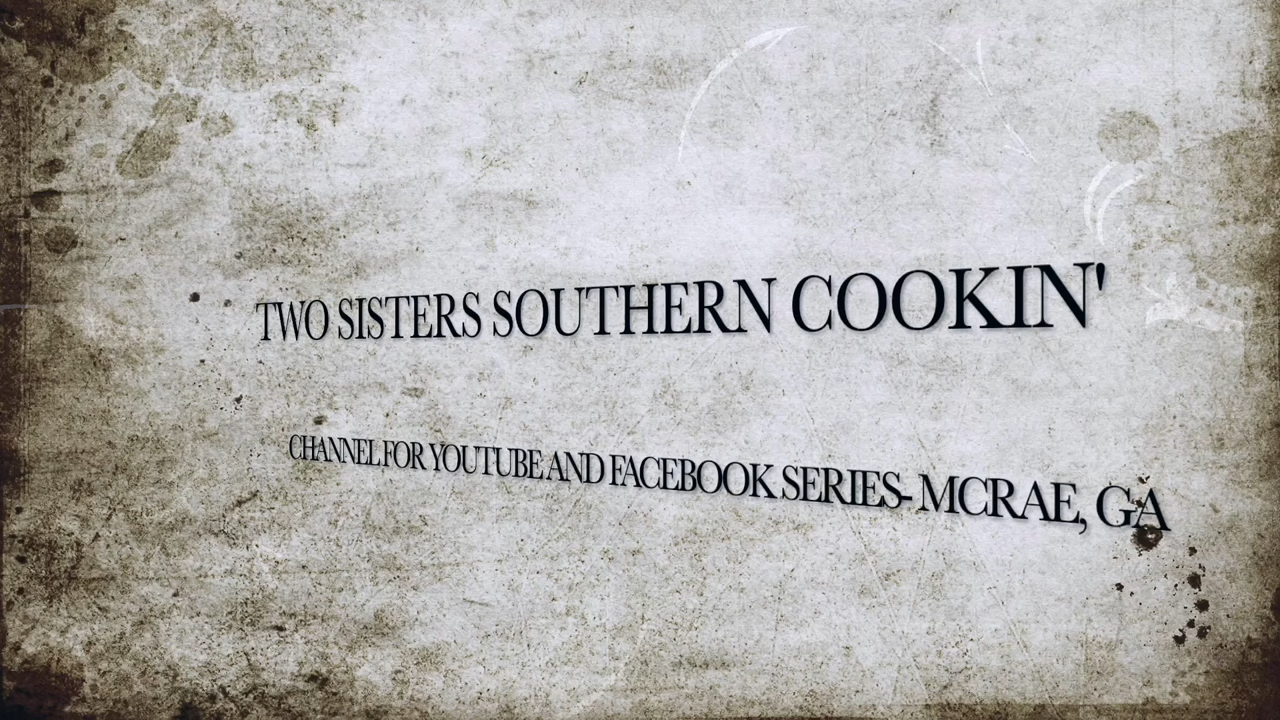 TWO SISTERS SOUTHERN COOKIN'
CHANNEL FOR YOUTUBE AND FACEBOOK SERIES- MCRAE, GA